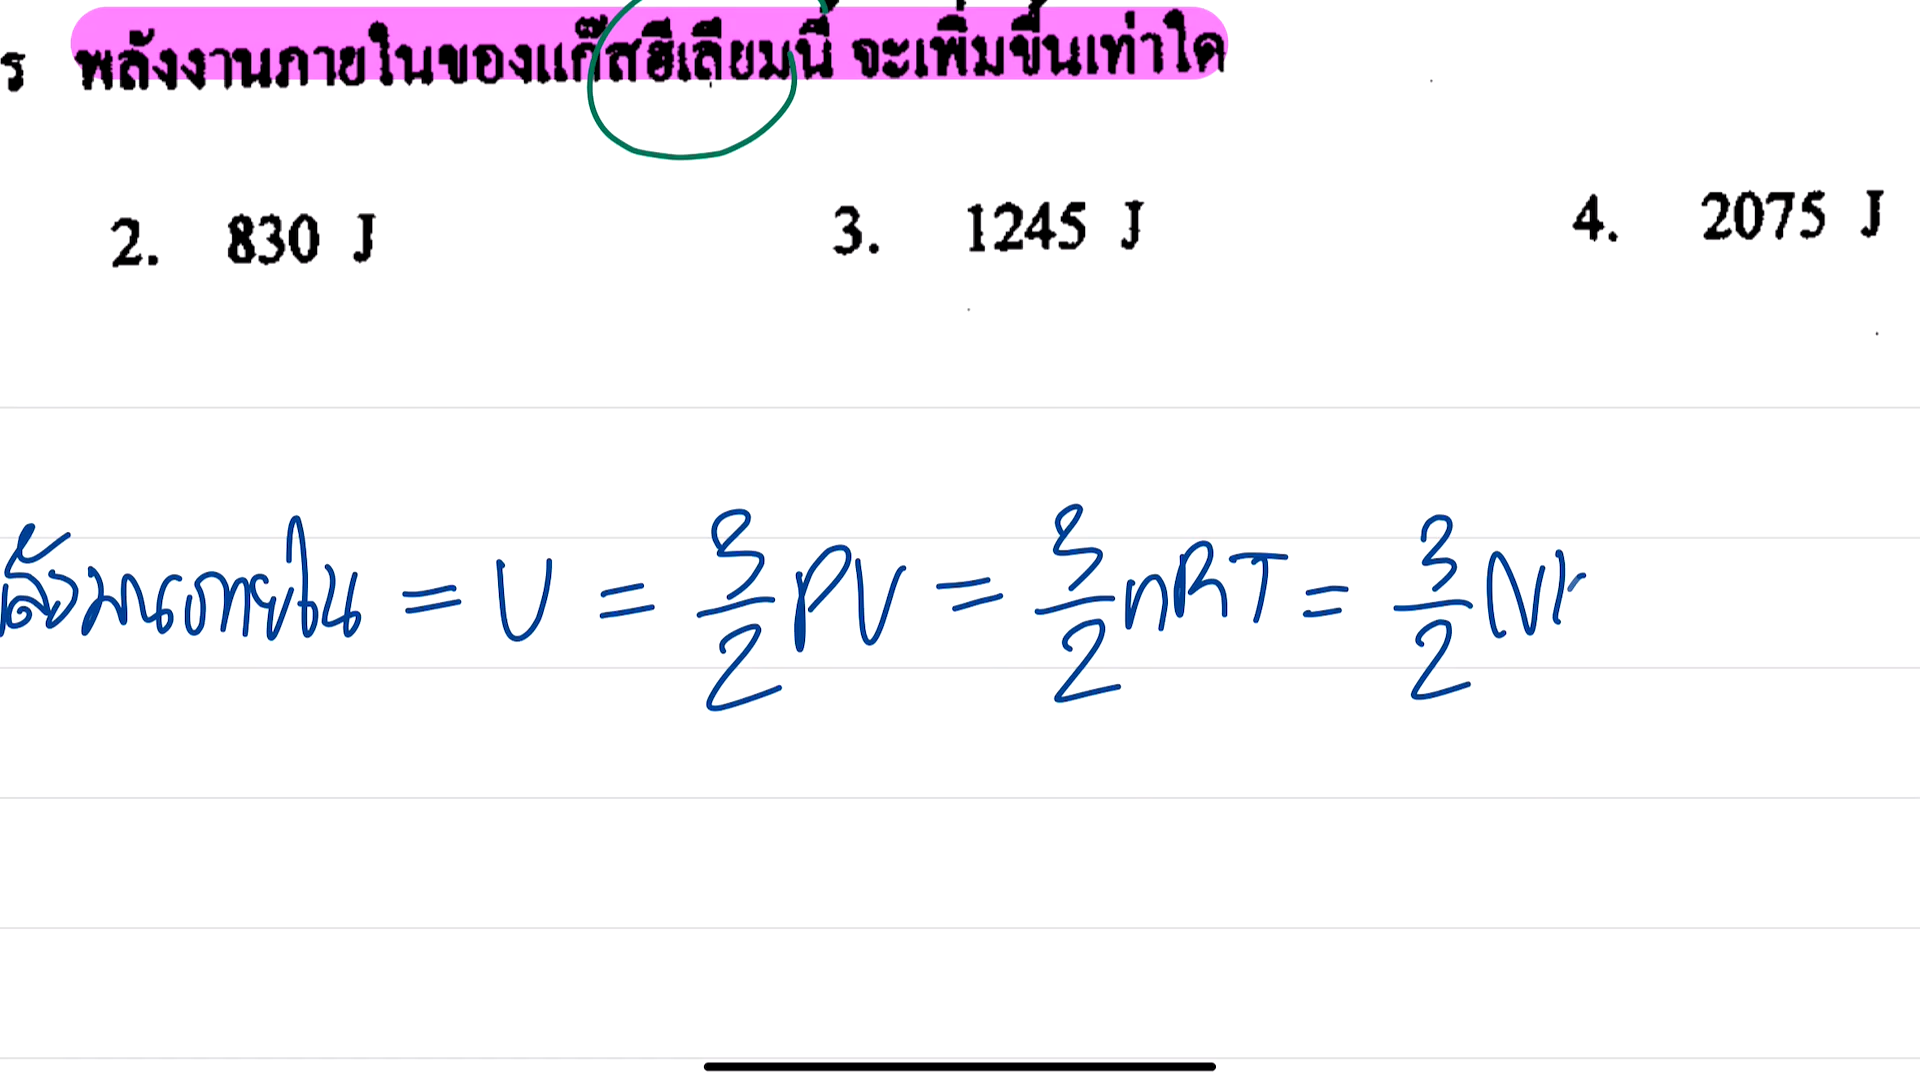 ร พลังงานภายในของแก๊สฮีเลียมนี้ จะเพิ่มขึ้นเท่าใด
2. 830 J 3. 1245 J 4. 2075 J
ลังงานภายใน = U = 3/2 PV = 3/2 nRT = 3/2 N